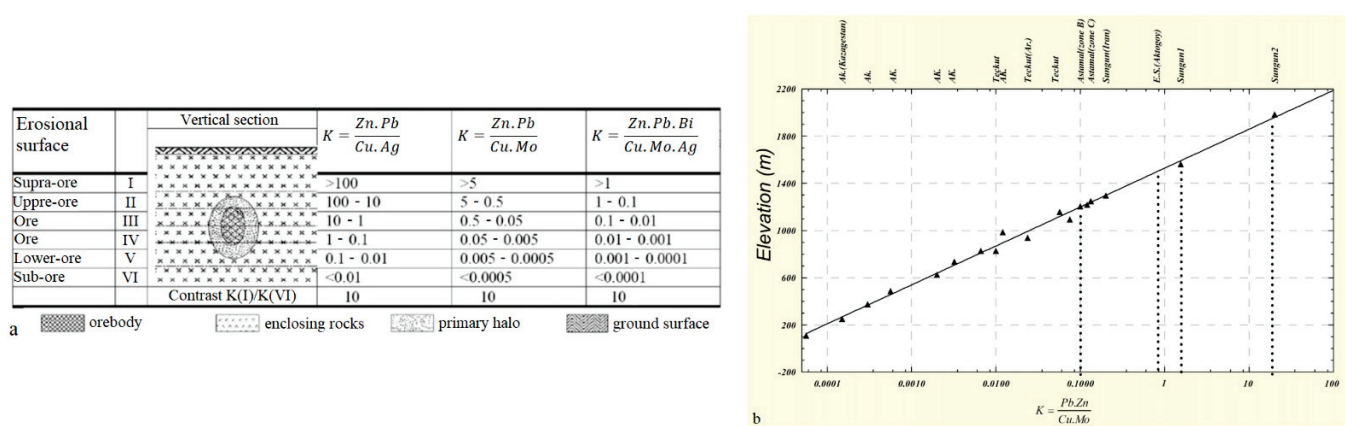 Erosional surface | | Vertical section | K = Zn.Pb / Cu.Ag | K = Zn.Pb / Cu.Mo | K = Zn.Pb.Bi / Cu.Mo.Ag
Supra-ore | I | | >100 | >5 | >1
Uppre-ore | II | | 100 - 10 | 5 - 0.5 | 1 - 0.1
Ore | III | | 10 - 1 | 0.5 - 0.05 | 0.1 - 0.01
Ore | IV | | 1 - 0.1 | 0.05 - 0.005 | 0.01 - 0.001
Lower-ore | V | | 0.1 - 0.01 | 0.005 - 0.0005 | 0.001 - 0.0001
Sub-ore | VI | | <0.01 | <0.0005 | <0.0001
Contrast K(I)/K(VI) | 10 | 10 | 10
a
orebody
enclosing rocks
primary halo
ground surface
Ak.(Kazagestan)
Ak.
AK.
AK.
AK.
Teckut
AK.
Teckut(Ar.)
Teckut
Astamal(zone B)
Astamal(zone C)
Sungun(Iran)
E.S.(Aktogoy)
Sungun1
Sungun2
Elevation (m)
2200
1800
1400
1000
600
200
-200
0.0001
0.0010
0.0100
0.1000
1
10
100
K = Pb.Zn / Cu.Mo
b